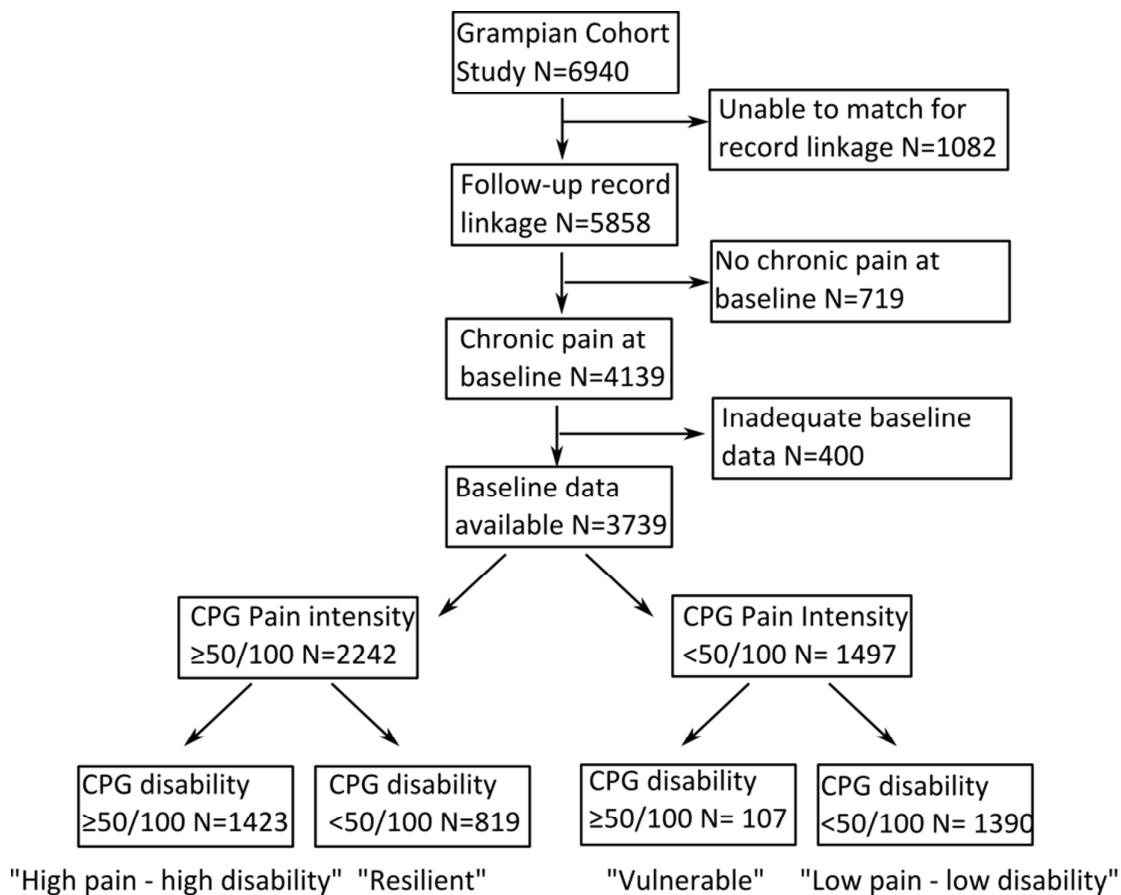 Grampian Cohort
Study N=6940
Unable to match for
record linkage N=1082
Follow-up record
linkage N=5858
No chronic pain at
baseline N=719
Chronic pain at
baseline N=4139
Inadequate baseline
data N=400
Baseline data
available N=3739
CPG Pain intensity
≥50/100 N=2242
CPG Pain Intensity
<50/100 N= 1497
CPG disability
≥50/100 N=1423
CPG disability
<50/100 N=819
CPG disability
≥50/100 N= 107
CPG disability
<50/100 N= 1390
"High pain - high disability"
"Resilient"
"Vulnerable"
"Low pain - low disability"